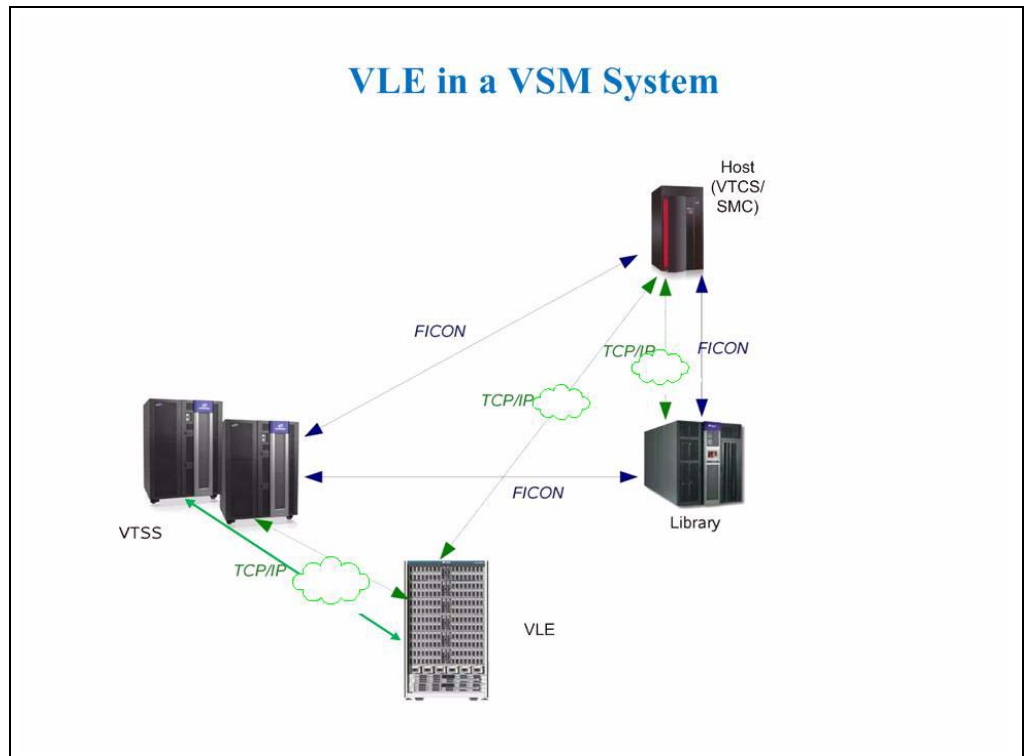 VLE in a VSM System
Host
(VTCS/
SMC)
FICON
TCP/IP
FICON
TCP/IP
FICON
Library
VTSS
TCP/IP
VLE